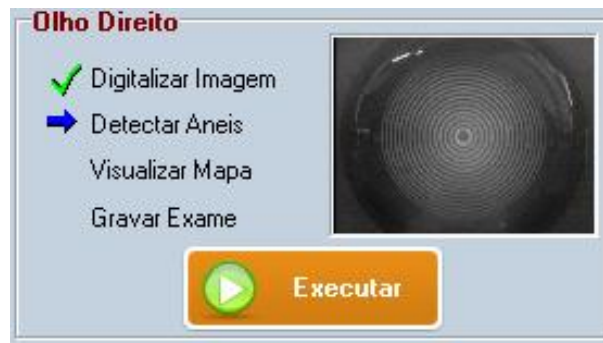 Olho Direito
Digitalizar Imagem
Detectar Aneis
Visualizar Mapa
Gravar Exame
Executar